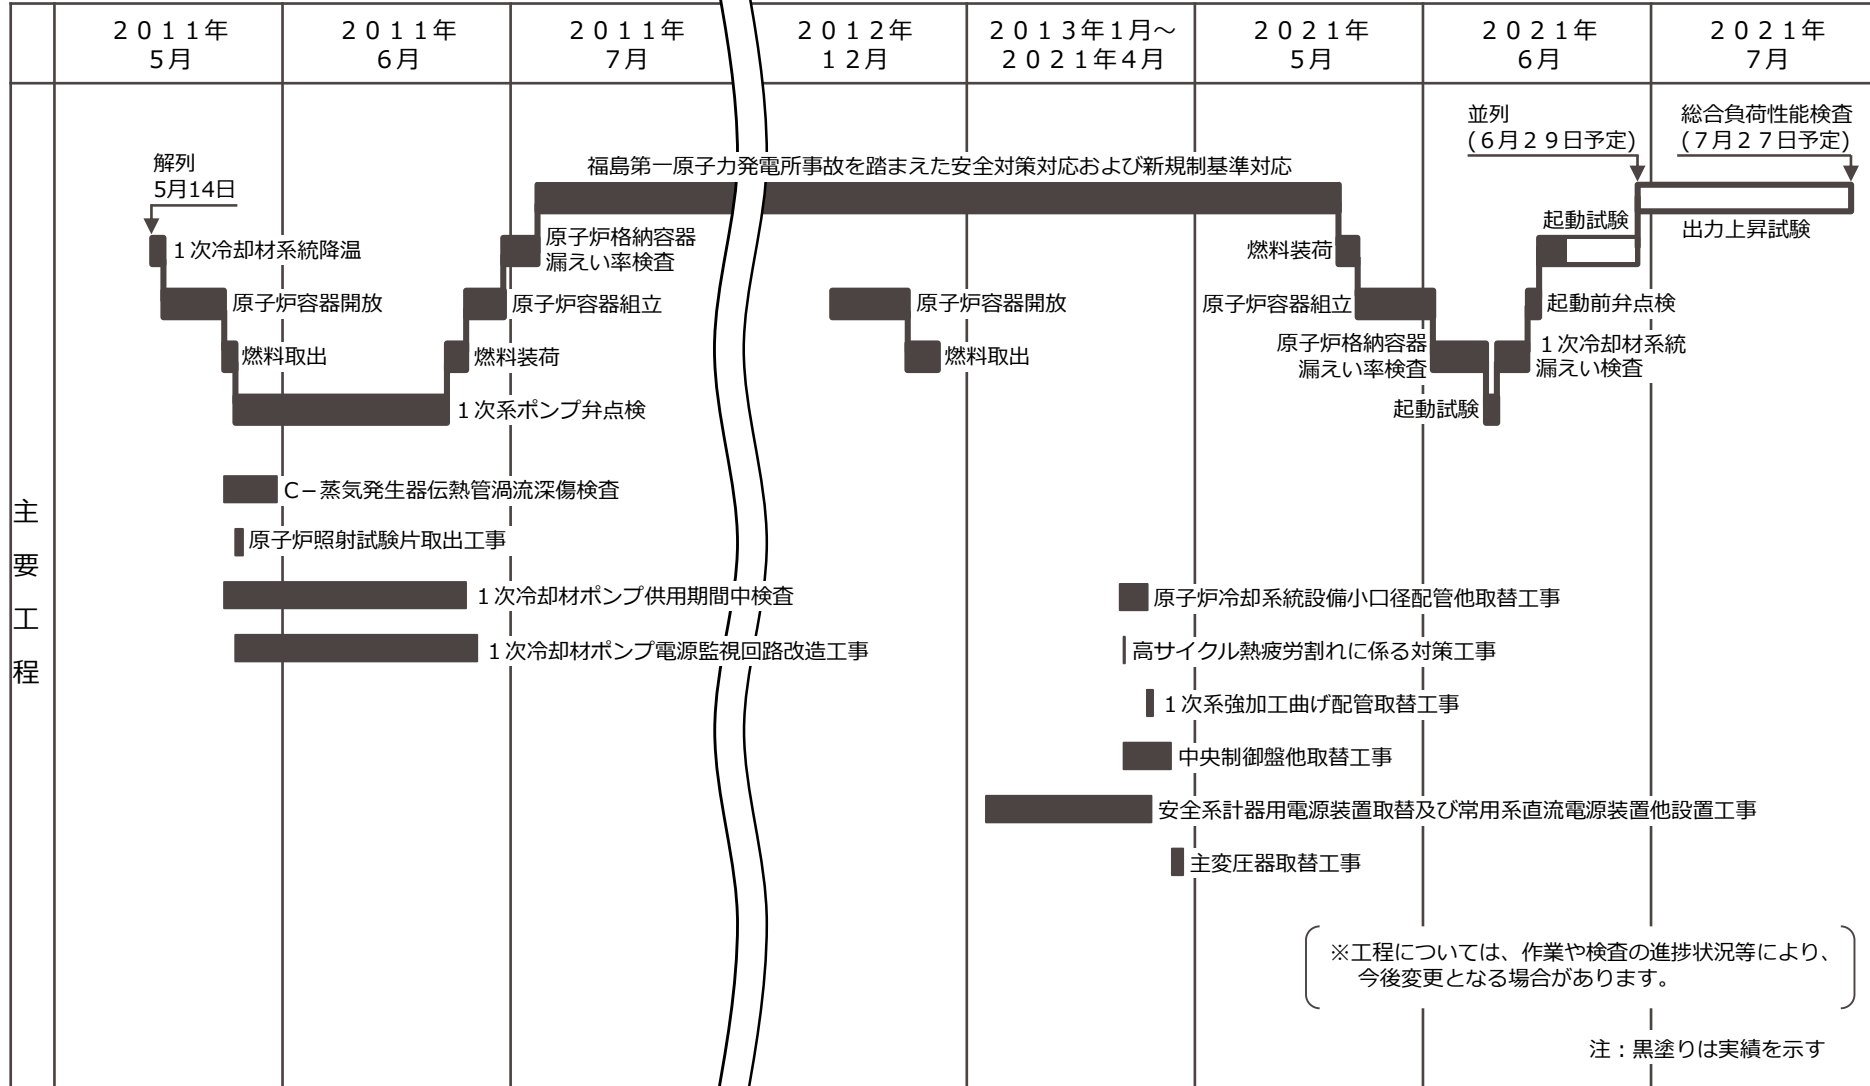 ２０１１年
５月
２０１１年
６月
２０１１年
７月
２０１２年
１２月
２０１３年１月～
２０２１年４月
２０２１年
５月
２０２１年
６月
２０２１年
７月
主要工程
解列
5月14日
並列
(６月２９日予定)
総合負荷性能検査
(７月２７日予定)
福島第一原子力発電所事故を踏まえた安全対策対応および新規制基準対応
１次冷却材系統降温
原子炉格納容器
漏えい率検査
燃料装荷
起動試験
出力上昇試験
原子炉容器開放
原子炉容器組立
原子炉容器開放
原子炉容器組立
起動前弁点検
燃料取出
燃料装荷
燃料取出
原子炉格納容器
漏えい率検査
１次冷却材系統
漏えい検査
１次系ポンプ弁点検
起動試験
C－蒸気発生器伝熱管渦流深傷検査
原子炉照射試験片取出工事
１次冷却材ポンプ供用期間中検査
原子炉冷却系統設備小口径配管他取替工事
１次冷却材ポンプ電源監視回路改造工事
高サイクル熱疲労割れに係る対策工事
１次系強加工曲げ配管取替工事
中央制御盤他取替工事
安全系計器用電源装置取替及び常用系直流電源装置他設置工事
主変圧器取替工事
※工程については、作業や検査の進捗状況等により、
今後変更となる場合があります。
注：黒塗りは実績を示す